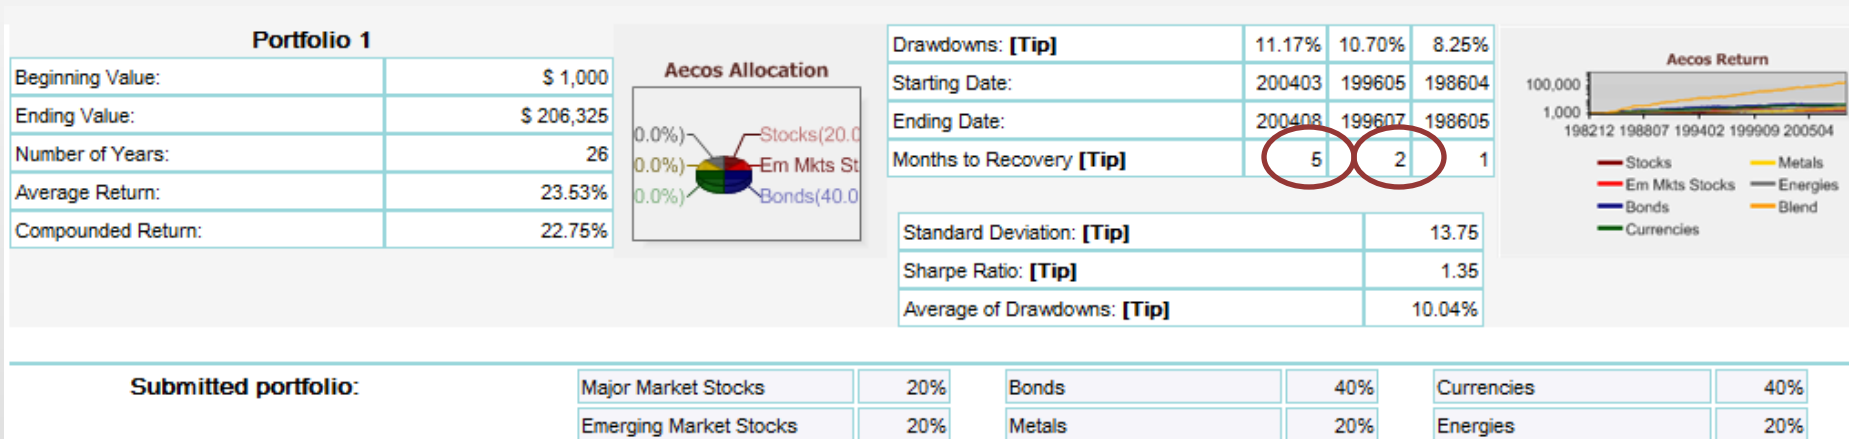 Portfolio 1
Beginning Value: $ 1,000
Ending Value: $ 206,325
Number of Years: 26
Average Return: 23.53%
Compounded Return: 22.75%
Aecos Allocation
0.0%) Stocks(20.0
0.0%) Em Mkts St
0.0%) Bonds(40.0
Drawdowns: [Tip] 11.17% 10.70% 8.25%
Starting Date: 200403 199605 198604
Ending Date: 200408 199607 198605
Months to Recovery [Tip] 5 2 1
Standard Deviation: [Tip] 13.75
Sharpe Ratio: [Tip] 1.35
Average of Drawdowns: [Tip] 10.04%
Aecos Return
100,000
1,000
198212 198807 199402 199909 200504
Stocks Metals
Em Mkts Stocks Energies
Bonds Blend
Currencies
Submitted portfolio: Major Market Stocks 20% Bonds 40% Currencies 40%
Emerging Market Stocks 20% Metals 20% Energies 20%